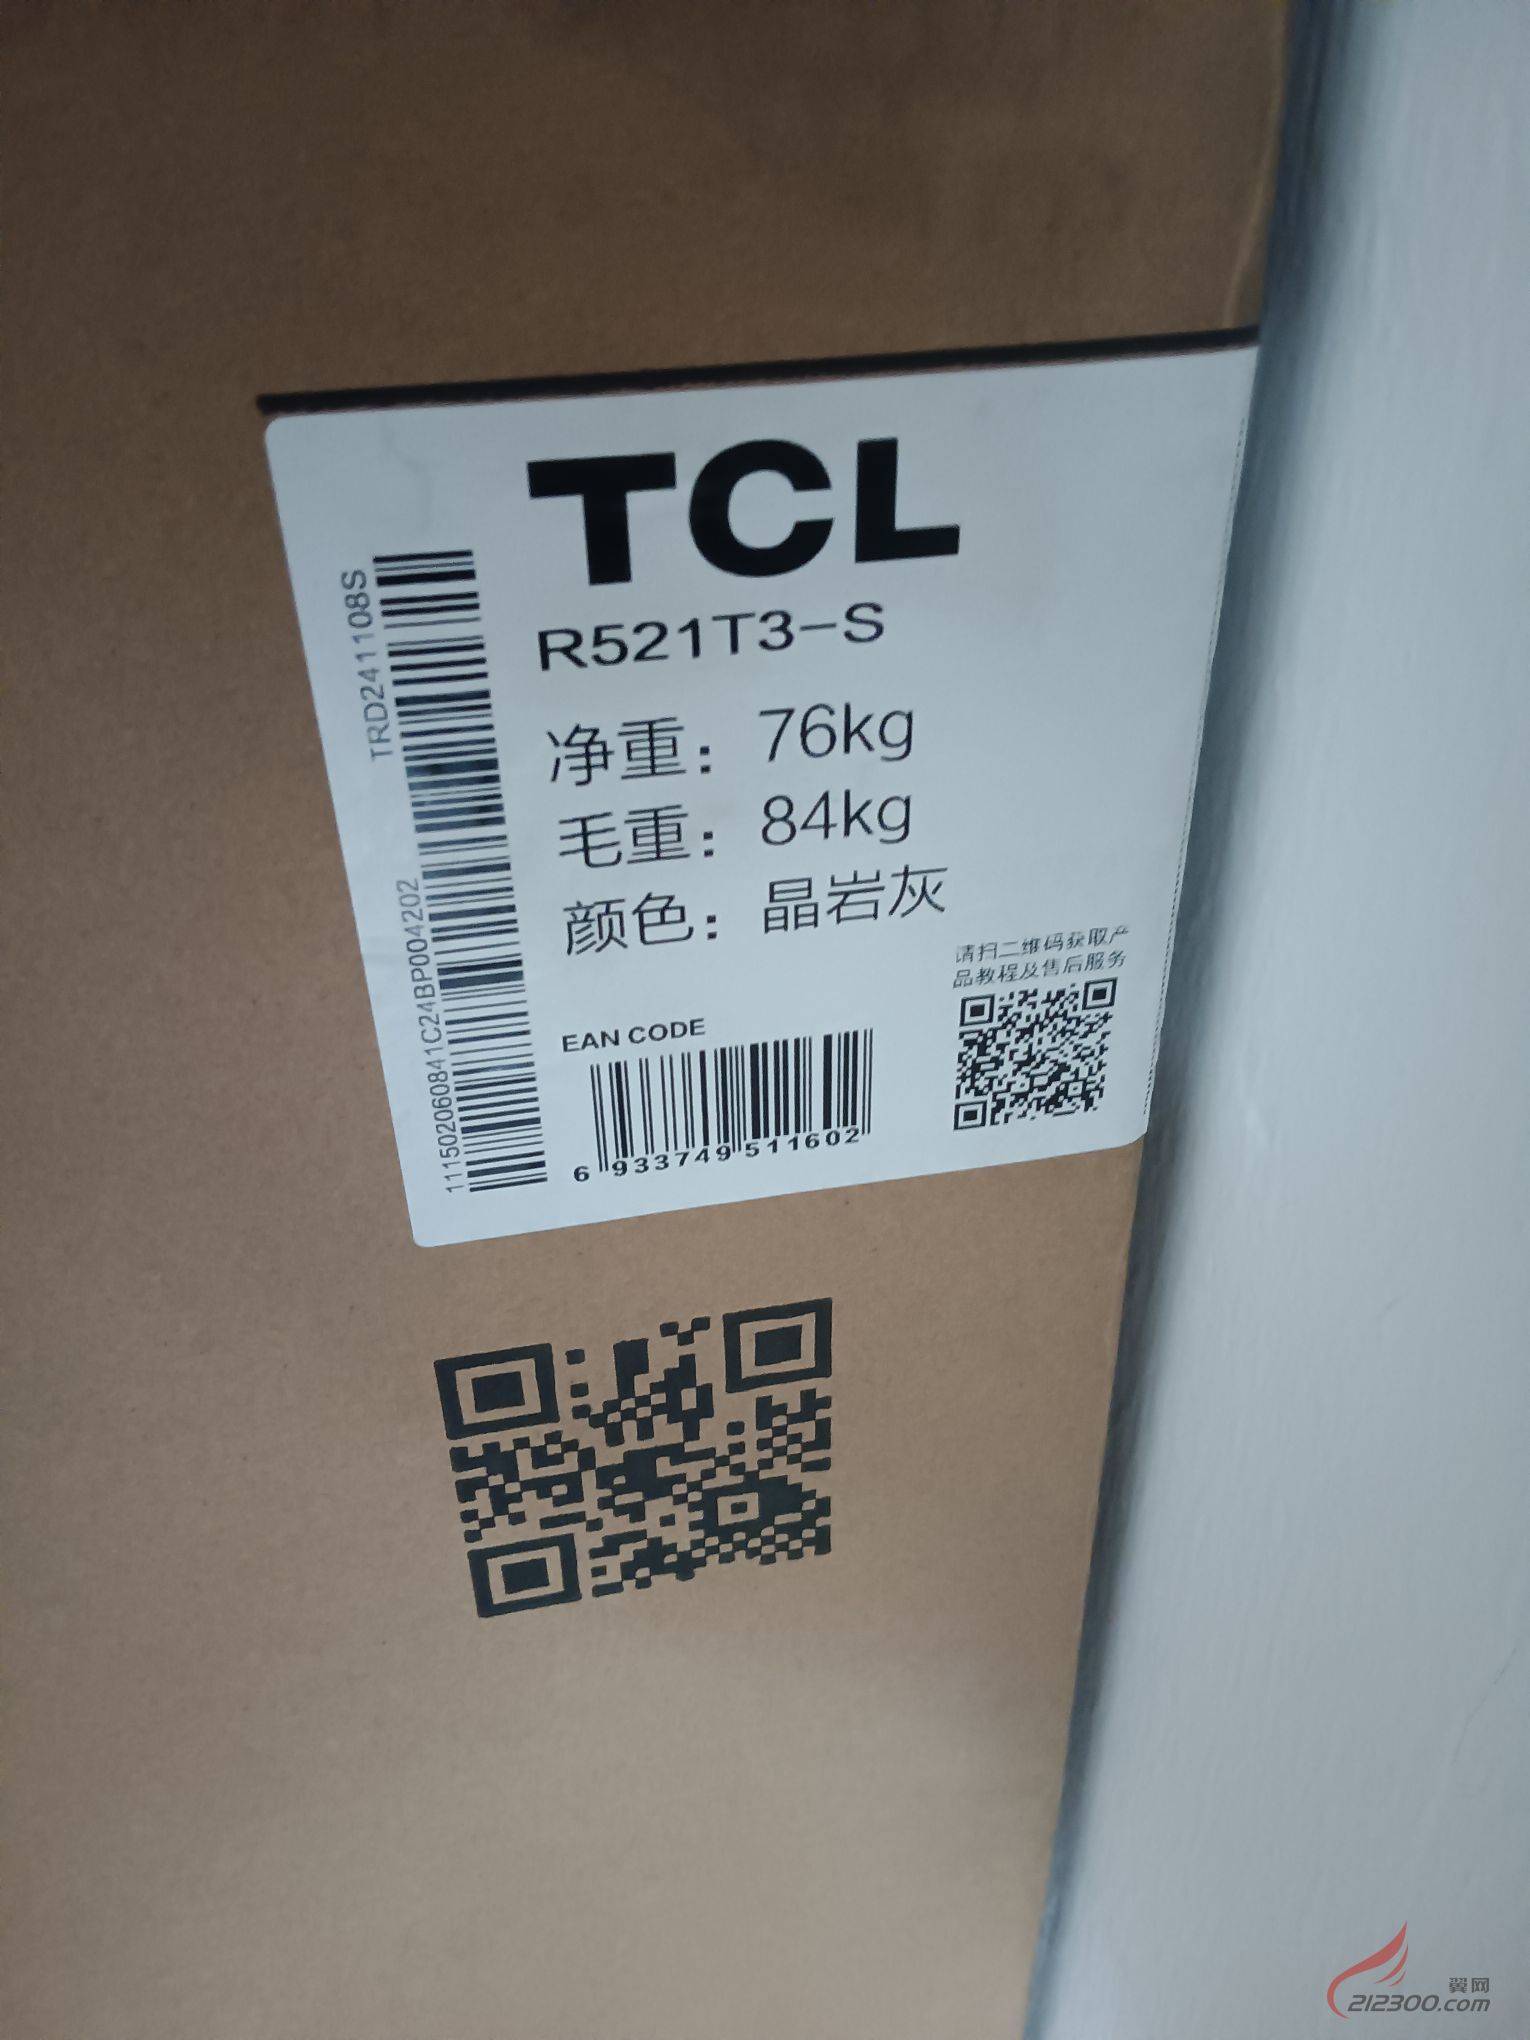 TCL
R521T3-S
净重：76kg
毛重：84kg
颜色：晶岩灰
请扫二维码获取产
品教程及售后服务
EAN CODE
6 933749 511602
TRD241108S
111502060841C24BP004202
翼网
212300.com